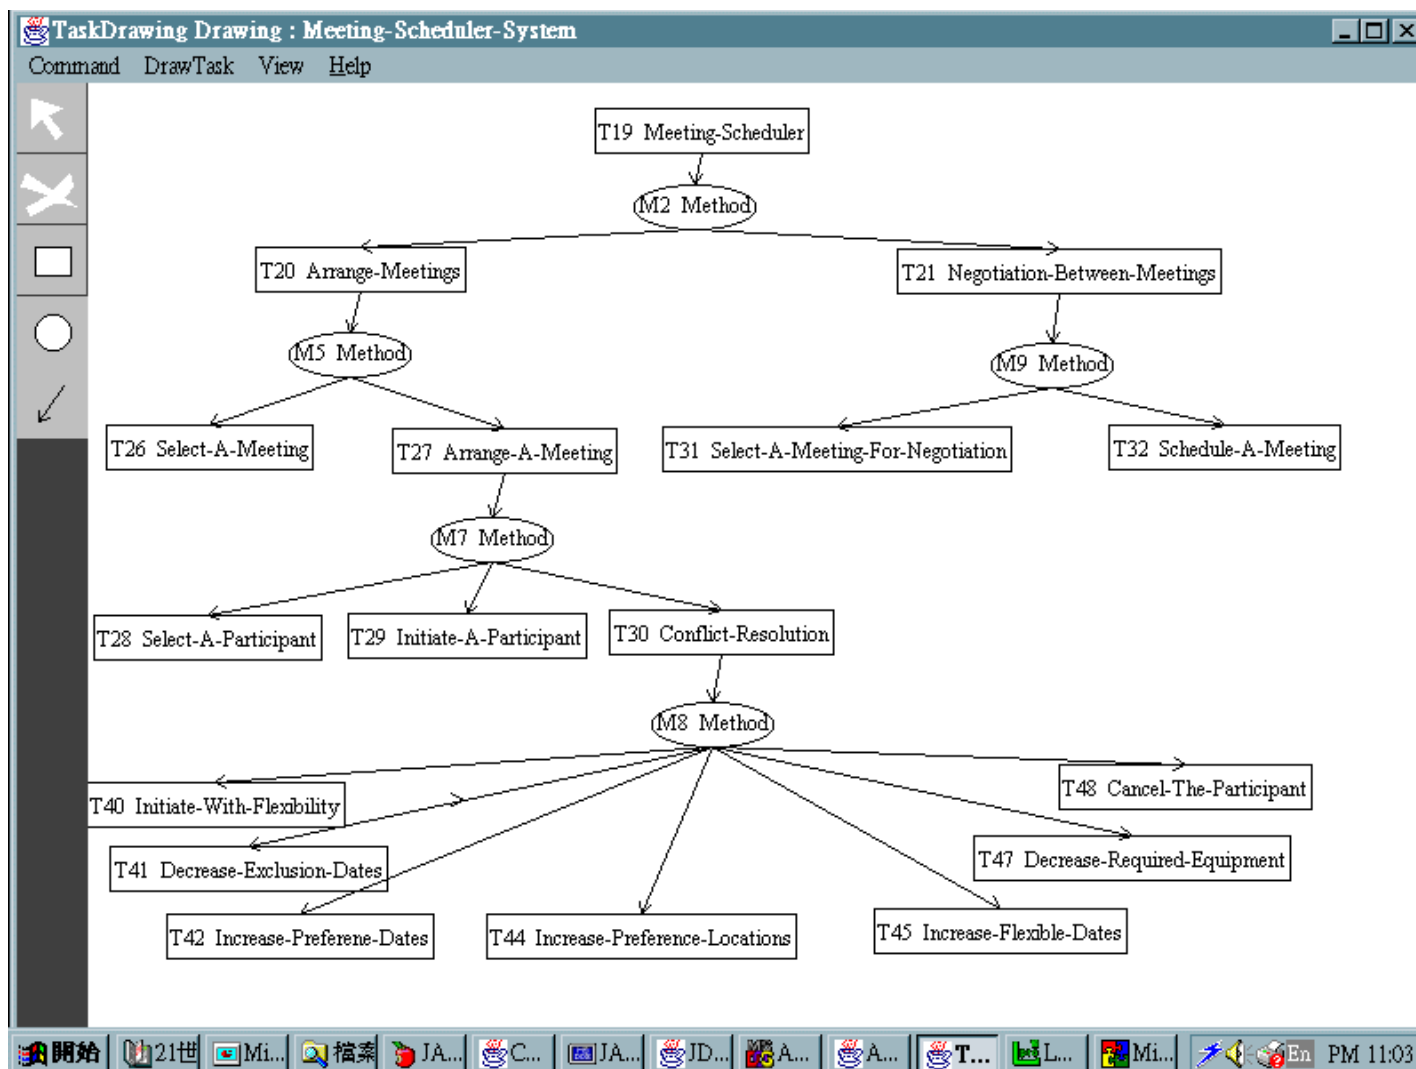 TaskDrawing Drawing : Meeting-Scheduler-System
Command DrawTask View Help
T19 Meeting-Scheduler
M2 Method
T20 Arrange-Meetings
T21 Negotiation-Between-Meetings
M5 Method
M9 Method
T26 Select-A-Meeting
T27 Arrange-A-Meeting
T31 Select-A-Meeting-For-Negotiation
T32 Schedule-A-Meeting
M7 Method
T28 Select-A-Participant
T29 Initiate-A-Participant
T30 Conflict-Resolution
M8 Method
T40 Initiate-With-Flexibility
T48 Cancel-The-Participant
T41 Decrease-Exclusion-Dates
T47 Decrease-Required-Equipment
T42 Increase-Preferene-Dates
T44 Increase-Preference-Locations
T45 Increase-Flexible-Dates
開始 21世 Mi... 檔案 JA... C... JA... JD... A... A... T... L... Mi... En PM 11:03